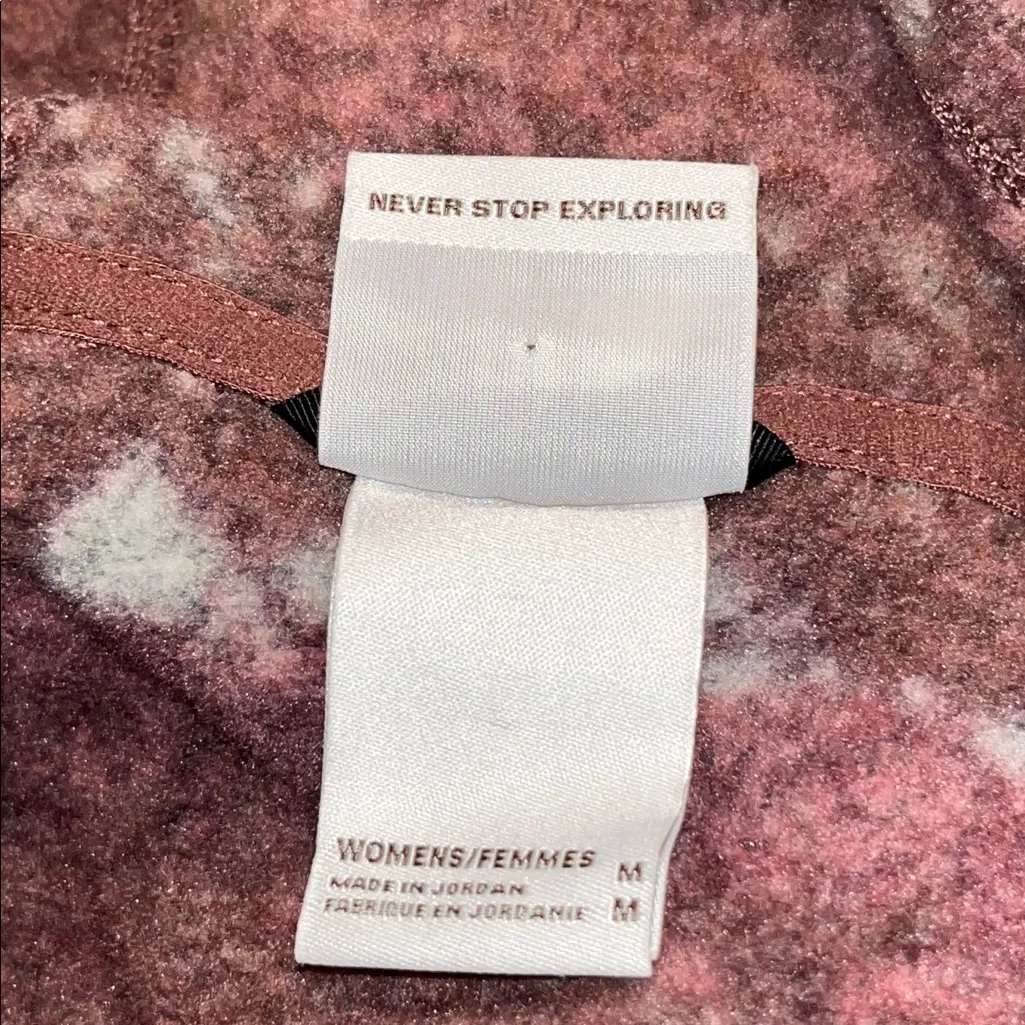 NEVER STOP EXPLORING
WOMENS/FEMMES M
MADE IN JORDAN
FABRIQUE EN JORDANIE M